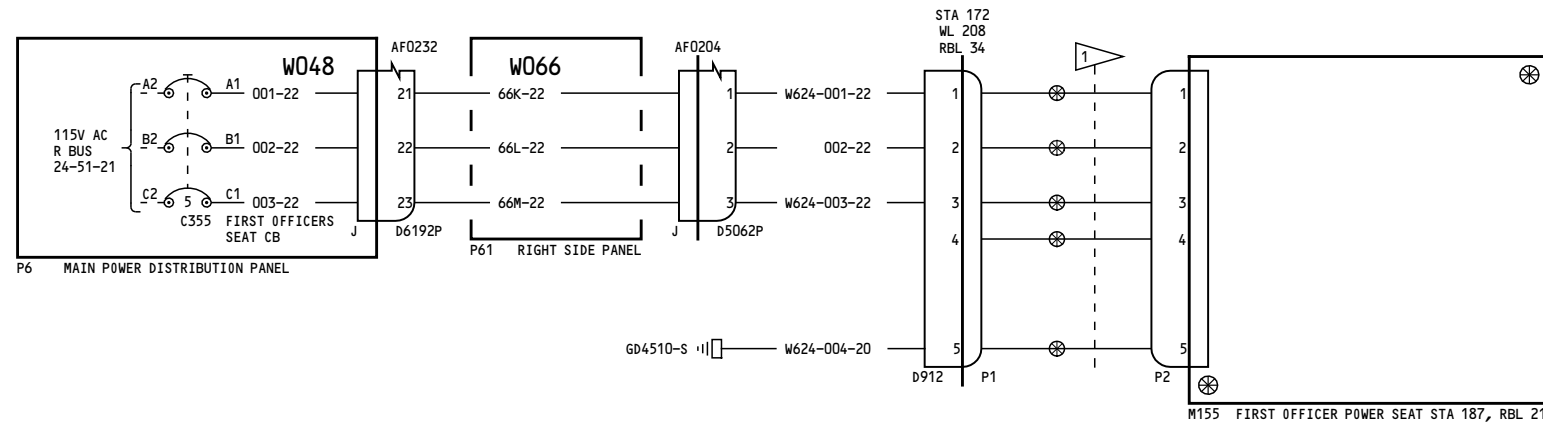 STA 172
WL 208
RBL 34
AF0232
AF0204
1
W048
W066
A2 A1 001-22 21 66K-22 1 W624-001-22 1 1
115V AC
R BUS
24-51-21
B2 B1 002-22 22 66L-22 2 002-22 2 2
C2 5 C1 003-22 23 66M-22 3 W624-003-22 3 3
C355 FIRST OFFICERS
SEAT CB
J D6192P
J D5062P
4 4
P61 RIGHT SIDE PANEL
P6 MAIN POWER DISTRIBUTION PANEL
GD4510-S W624-004-20 5 5
D912 P1 P2
M155 FIRST OFFICER POWER SEAT STA 187, RBL 21